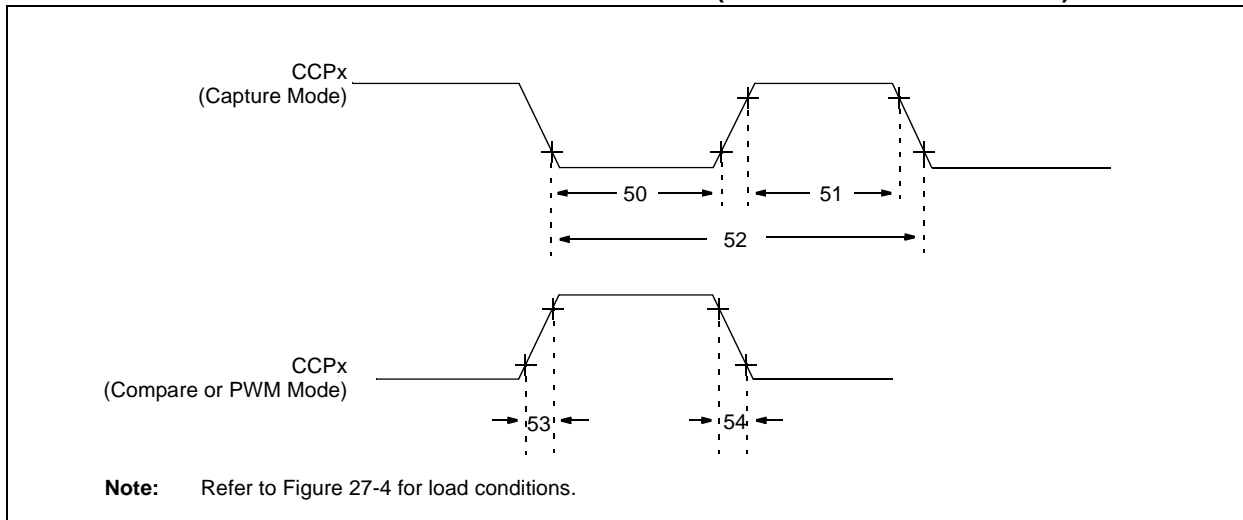 CCPx
(Capture Mode)
50
51
52
CCPx
(Compare or PWM Mode)
53
54
Note: Refer to Figure 27-4 for load conditions.